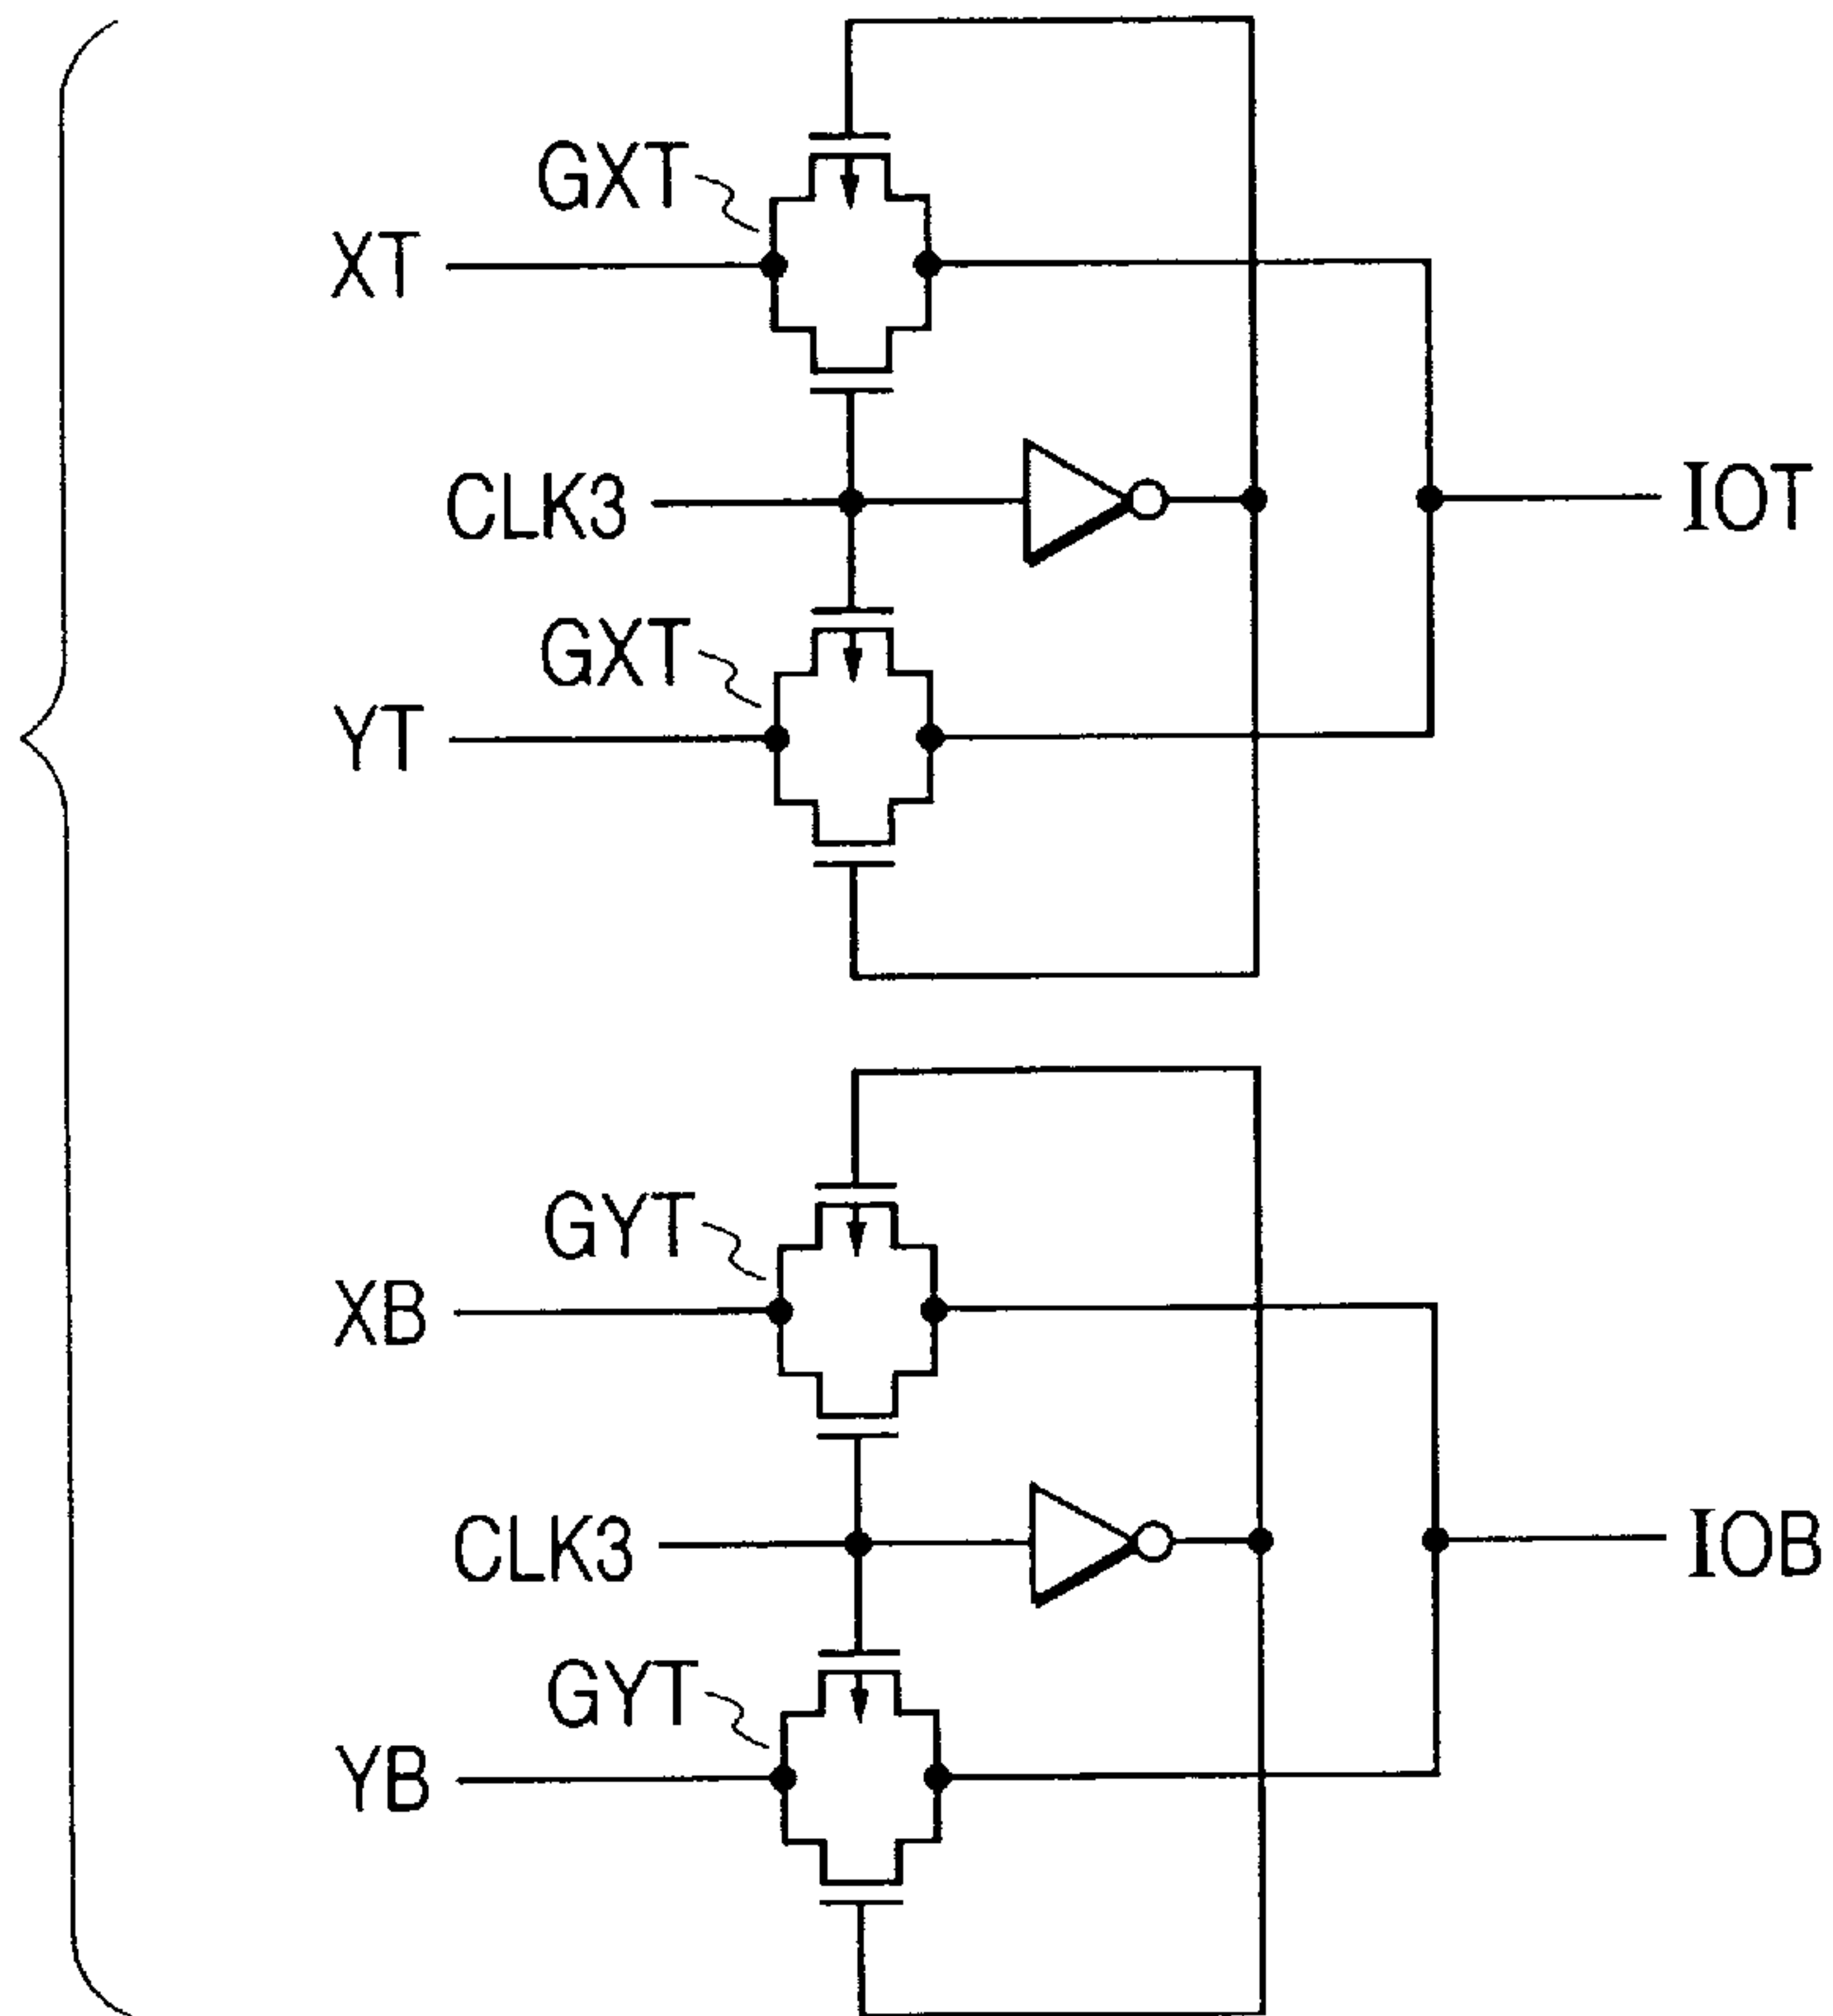 GXT
XT
CLK3
IOT
GXT
YT
GYT
XB
CLK3
IOB
GYT
YB